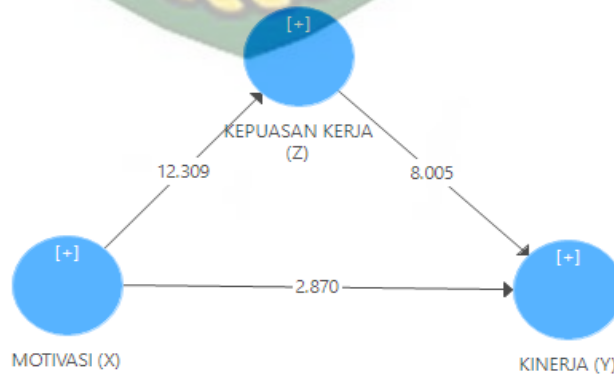 [+]
KEPUASAN KERJA
(Z)
12.309
8.005
[+]
[+]
2.870
MOTIVASI (X)
KINERJA (Y)